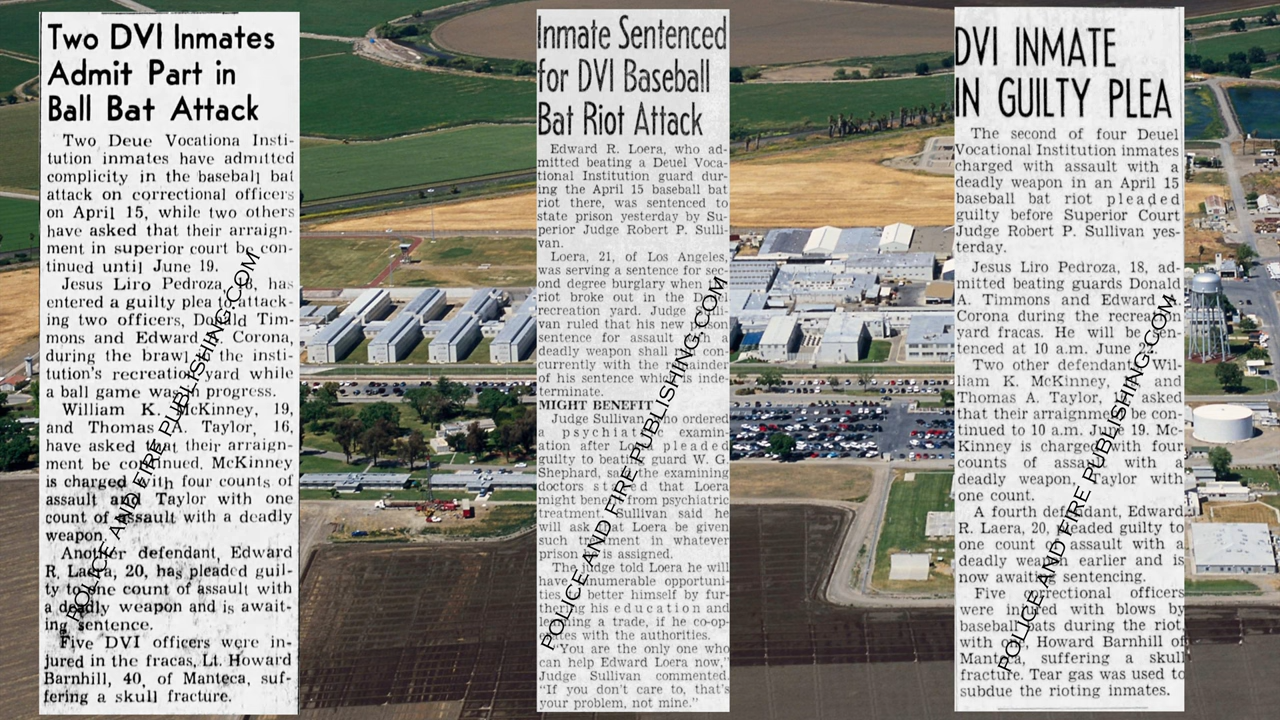 Two DVI Inmates
Admit Part in
Ball Bat Attack
Two Deue Vocationa Insti-
tution inmates have admitted
complicity in the baseball bat
attack on correctional officers
on April 15, while two others
have asked that their arraign-
ment in superior court be con-
tinued until June 19.
Jesus Liro Pedroza, 18, has
entered a guilty plea to attack-
ing two officers, Donald Tim-
mons and Edward Corona,
during the brawl in the insti-
tution's recreation yard while
a ball game was in progress.
William K. McKinney, 19,
and Thomas A. Taylor, 16,
have asked that their arraign-
ment be continued. McKinney
is charged with four counts of
assault and Taylor with one
count of assault with a deadly
weapon.
Another defendant, Edward
R. Laera, 20, has pleaded guil-
ty to one count of assault with
a deadly weapon and is await-
ing sentence.
Five DVI officers were in-
jured in the fracas, Lt. Howard
Barnhill, 40, of Manteca, suf-
fering a skull fracture.
POLICE AND FIRE PUBLISHING.COM
Inmate Sentenced
for DVI Baseball
Bat Riot Attack
Edward R. Loera, who ad-
mitted beating a Deuel Voca-
tional Institution guard dur-
ing the April 15 baseball bat
riot there, was sentenced to
state prison yesterday by Su-
perior Judge Robert P. Sulli-
van.
Loera, 21, of Los Angeles,
was serving a sentence for sec-
ond degree burglary when the
riot broke out in the Deuel
recreation yard. Judge Sulli-
van ruled that his new prison
sentence for assault with a
deadly weapon shall run con-
currently with the remainder
of his sentence which is inde-
terminate.
MIGHT BENEFIT
Judge Sullivan, who ordered
a psychiatric examin-
ation after Loera pleaded
guilty to beating guard W. G.
Shepherd, said the examining
doctors stated that Loera
might benefit from psychiatric
treatment. Sullivan said he
will ask that Loera be given
such treatment in whatever
prison he is assigned.
The judge told Loera he will
have innumerable opportuni-
ties to better himself by fur-
thering his education and
learning a trade, if he co-op-
erates with the authorities.
"You are the only one who
can help Edward Loera now,"
Judge Sullivan commented.
"If you don't care to, that's
your problem, not mine."
POLICE AND FIRE PUBLISHING.COM
DVI INMATE
IN GUILTY PLEA
The second of four Deuel
Vocational Institution inmates
charged with assault with a
deadly weapon in an April 15
baseball bat riot pleaded
guilty before Superior Court
Judge Robert P. Sullivan yes-
terday.
Jesus Liro Pedroza, 18, ad-
mitted beating guards Donald
A. Timmons and Edward
Corona during the recreation
yard fracas. He will be sen-
tenced at 10 a.m. June
Two other defendants, Wil-
liam K. McKinney, and
Thomas A. Taylor, asked
that their arraignment be con-
tinued to 10 a.m. June 19. Mc-
Kinney is charged with four
counts of assault with a
deadly weapon, Taylor with
one count.
A fourth defendant, Edward
R. Laera, 20, pleaded guilty to
one count of assault with a
deadly weapon earlier and is
now awaiting sentencing.
Five correctional officers
were injured with blows by
baseball bats during the riot,
with one, Howard Barnhill of
Manteca, suffering a skull
fracture. Tear gas was used to
subdue the rioting inmates.
POLICE AND FIRE PUBLISHING.COM